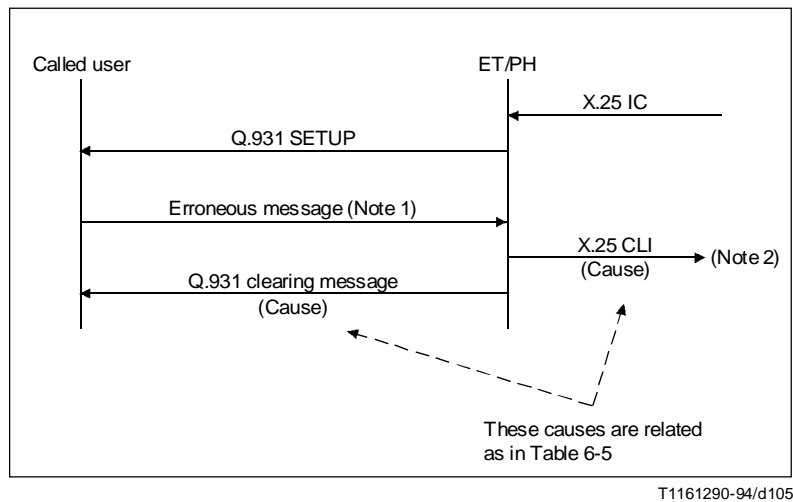 Called user
ET/PH
X.25 IC
Q.931 SETUP
Erroneous message (Note 1)
X.25 CLI
(Cause)
(Note 2)
Q.931 clearing message
(Cause)
These causes are related
as in Table 6-5
T1161290-94/d105